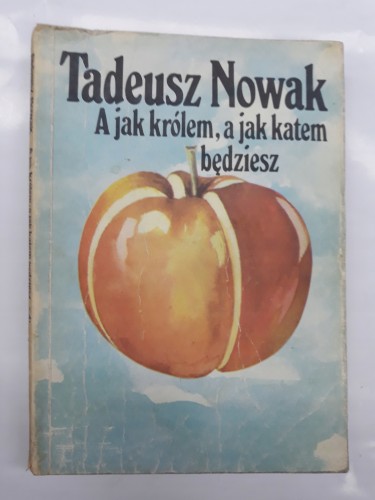 Tadeusz Nowak
A jak królem, a jak katem
będziesz